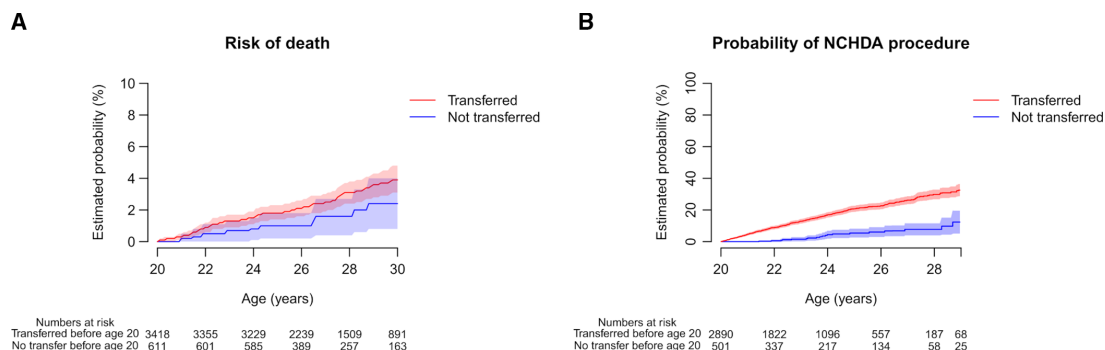 A
Risk of death
Estimated probability (%)
10
8
6
4
2
0
20 22 24 26 28 30
Age (years)
Transferred
Not transferred
Numbers at risk
Transferred before age 20 3418 3355 3229 2239 1509 891
No transfer before age 20 611 601 585 389 257 163
B
Probability of NCHDA procedure
Estimated probability (%)
100
80
60
40
20
0
20 22 24 26 28
Age (years)
Transferred
Not transferred
Numbers at risk
Transferred before age 20 2890 1822 1096 557 187 68
No transfer before age 20 501 337 217 134 58 25